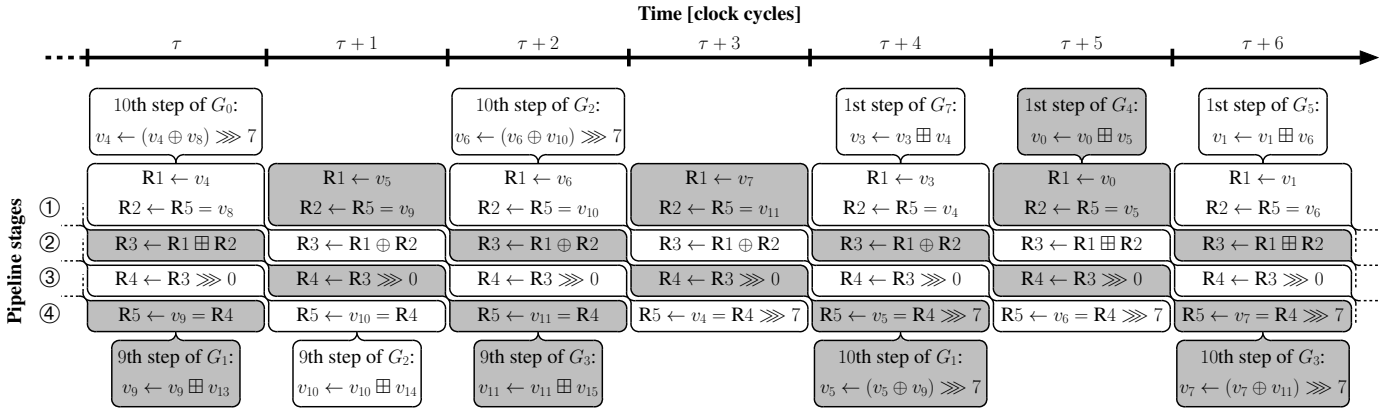 Time [clock cycles]
τ τ + 1 τ + 2 τ + 3 τ + 4 τ + 5 τ + 6
10th step of G₀: 10th step of G₂: 1st step of G₇: 1st step of G₄: 1st step of G₅:
v₄ ← (v₄ ⊕ v₈) ⋙ 7 v₆ ← (v₆ ⊕ v₁₀) ⋙ 7 v₃ ← v₃ ⊞ v₄ v₀ ← v₀ ⊞ v₅ v₁ ← v₁ ⊞ v₆
R1 ← v₄ R1 ← v₅ R1 ← v₆ R1 ← v₇ R1 ← v₃ R1 ← v₀ R1 ← v₁
① R2 ← R5 = v₈ R2 ← R5 = v₉ R2 ← R5 = v₁₀ R2 ← R5 = v₁₁ R2 ← R5 = v₄ R2 ← R5 = v₅ R2 ← R5 = v₆
② R3 ← R1 ⊞ R2 R3 ← R1 ⊕ R2 R3 ← R1 ⊕ R2 R3 ← R1 ⊕ R2 R3 ← R1 ⊕ R2 R3 ← R1 ⊞ R2 R3 ← R1 ⊞ R2
③ R4 ← R3 ⋙ 0 R4 ← R3 ⋙ 0 R4 ← R3 ⋙ 0 R4 ← R3 ⋙ 0 R4 ← R3 ⋙ 0 R4 ← R3 ⋙ 0 R4 ← R3 ⋙ 0
④ R5 ← v₉ = R4 R5 ← v₁₀ = R4 R5 ← v₁₁ = R4 R5 ← v₄ = R4 ⋙ 7 R5 ← v₅ = R4 ⋙ 7 R5 ← v₆ = R4 ⋙ 7 R5 ← v₇ = R4 ⋙ 7
Pipeline stages
9th step of G₁: 9th step of G₂: 9th step of G₃: 10th step of G₁: 10th step of G₃:
v₉ ← v₉ ⊞ v₁₃ v₁₀ ← v₁₀ ⊞ v₁₄ v₁₁ ← v₁₁ ⊞ v₁₅ v₅ ← (v₅ ⊕ v₉) ⋙ 7 v₇ ← (v₇ ⊕ v₁₁) ⋙ 7